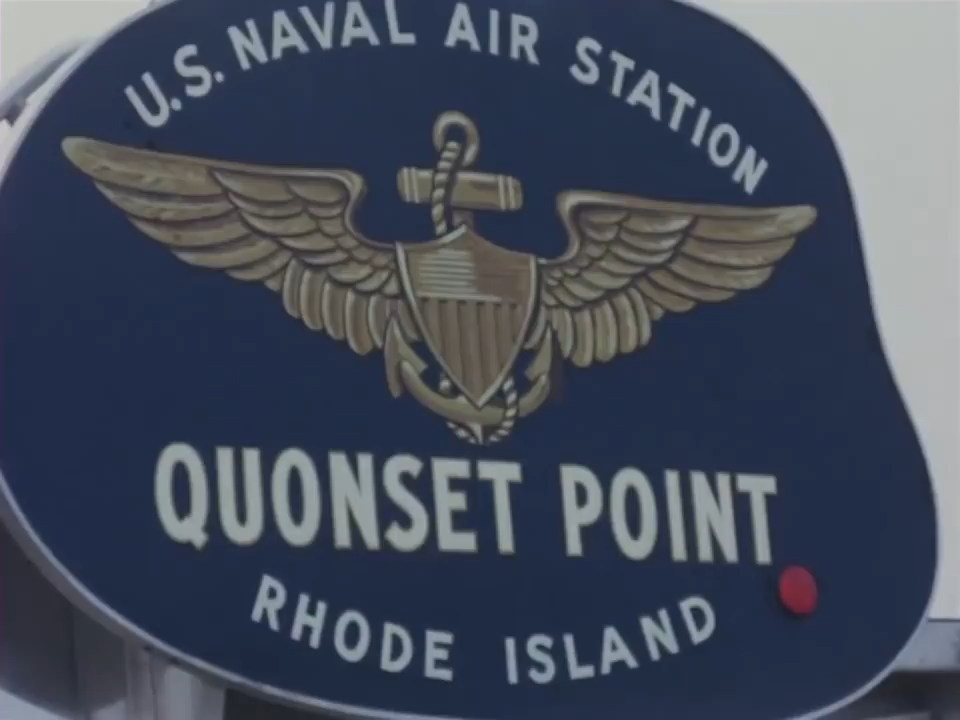 U.S. NAVAL AIR STATION
QUONSET POINT
RHODE ISLAND